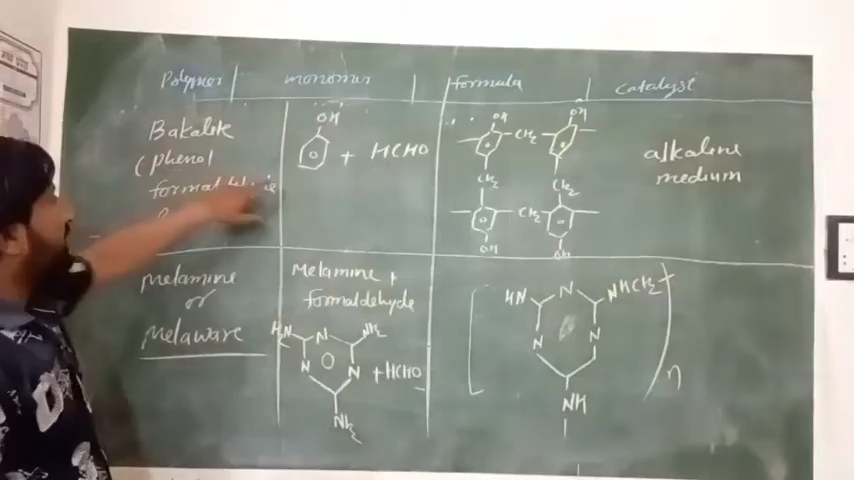 Polymer | monomer | formula | Catalyst
Bakalite
(phenol
OH
+ HCHO
OH
OH
CH2
CH2
CH2
CH2
OH
OH
alkaline
medium
Melamine
or
Melaware
Melamine +
formaldehyde
H2N
N
NH2
N
N
NH2
+ HCHO
HN
N
NHCH2
N
N
NH
n